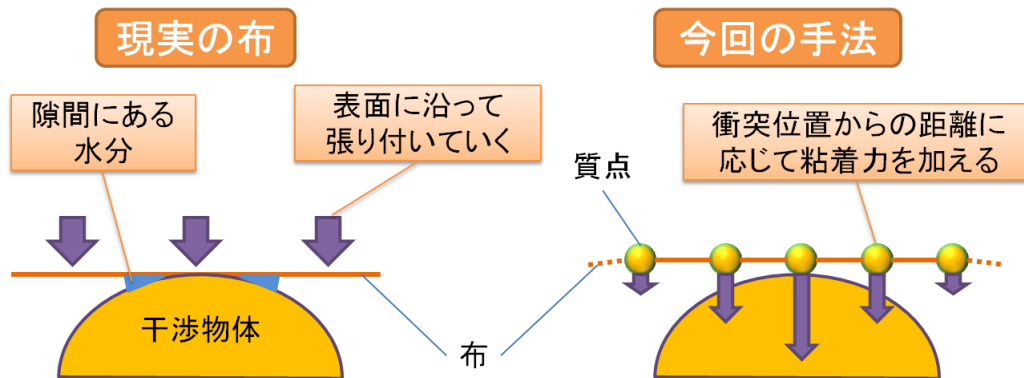 現実の布
今回の手法
隙間にある
水分
表面に沿って
張り付いていく
衝突位置からの距離に
応じて粘着力を加える
質点
干渉物体
布